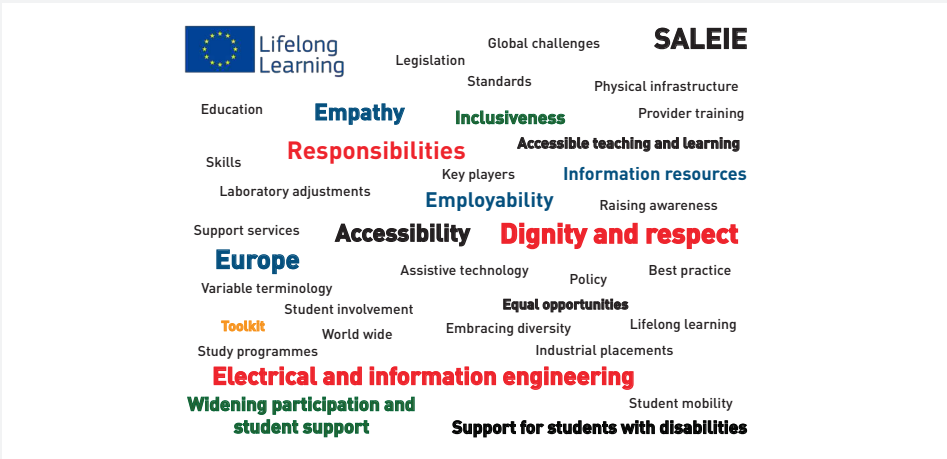 Lifelong
Learning
Global challenges
SALEIE
Legislation
Standards
Physical infrastructure
Education
Empathy
Inclusiveness
Provider training
Responsibilities
Accessible teaching and learning
Skills
Key players
Information resources
Laboratory adjustments
Employability
Raising awareness
Support services
Accessibility
Dignity and respect
Europe
Assistive technology
Policy
Best practice
Variable terminology
Student involvement
Equal opportunities
Toolkit
World wide
Embracing diversity
Lifelong learning
Study programmes
Industrial placements
Electrical and information engineering
Widening participation and
student support
Student mobility
Support for students with disabilities